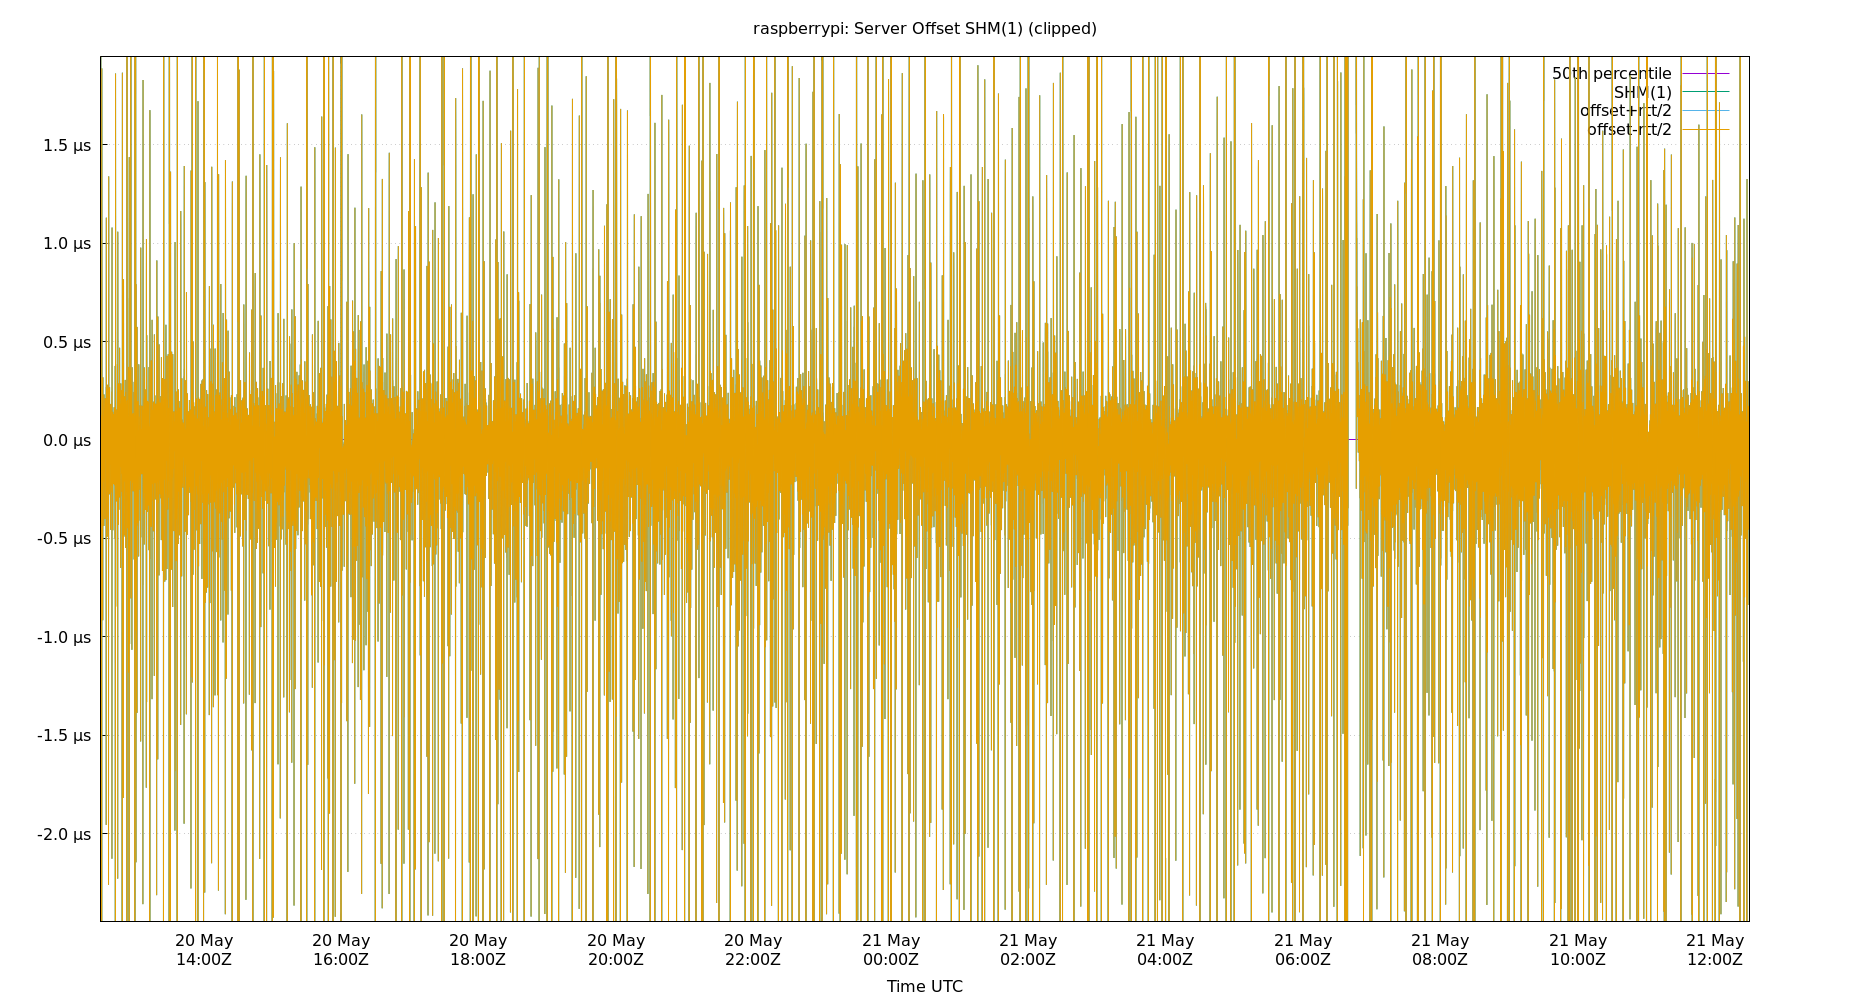 raspberrypi: Server Offset SHM(1) (clipped)
50th percentile
SHM(1)
offset+rtt/2
offset-rtt/2
1.5 µs
1.0 µs
0.5 µs
0.0 µs
-0.5 µs
-1.0 µs
-1.5 µs
-2.0 µs
20 May 20 May 20 May 20 May 20 May 21 May 21 May 21 May 21 May 21 May 21 May 21 May
14:00Z 16:00Z 18:00Z 20:00Z 22:00Z 00:00Z 02:00Z 04:00Z 06:00Z 08:00Z 10:00Z 12:00Z
Time UTC